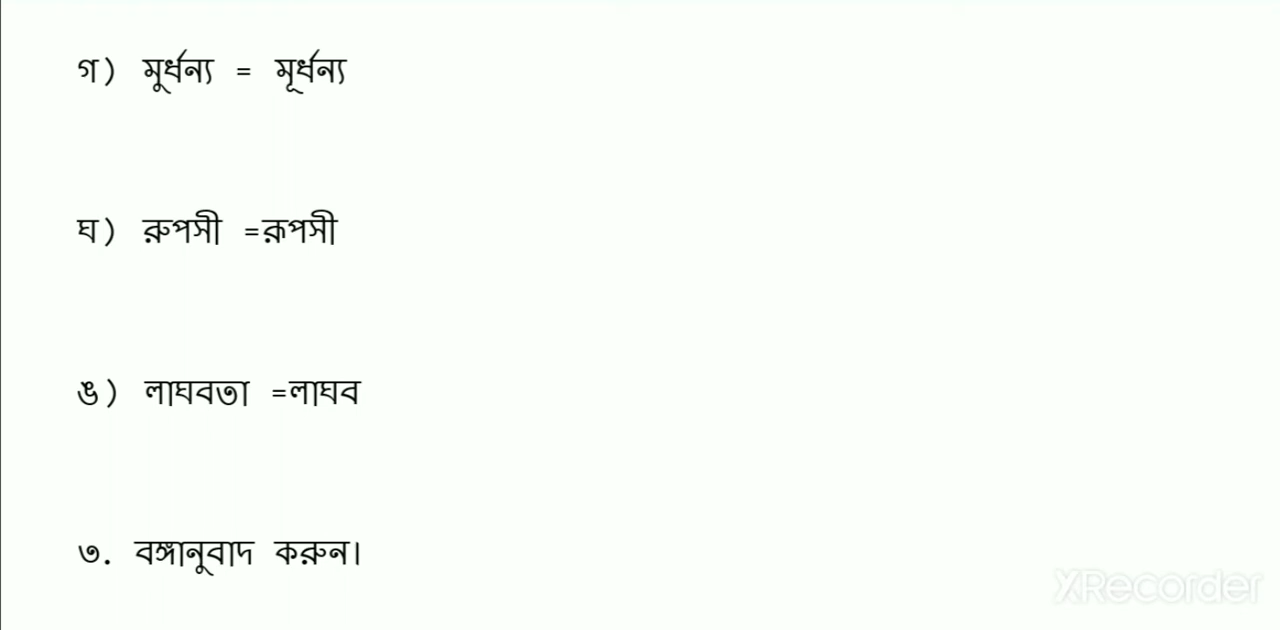 গ) মুর্ধন্য = মূর্ধন্য
ঘ) রুপসী =রূপসী
ঙ) লাঘবতা =লাঘব
৩. বঙ্গানুবাদ করুন।
XRecorder